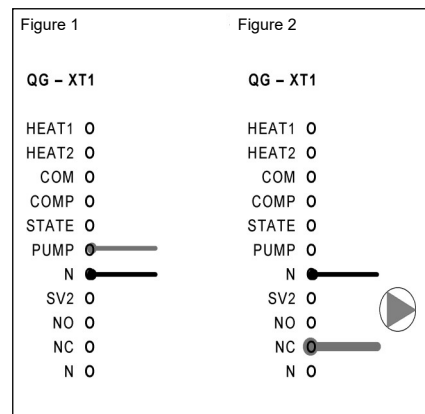 Figure 1
QG – XT1
HEAT1 O
HEAT2 O
COM O
COMP O
STATE O
PUMP O
N
SV2 O
NO O
NC O
N O
Figure 2
QG – XT1
HEAT1 O
HEAT2 O
COM O
COMP O
STATE O
PUMP O
N
SV2 O
NO O
NC O
N O